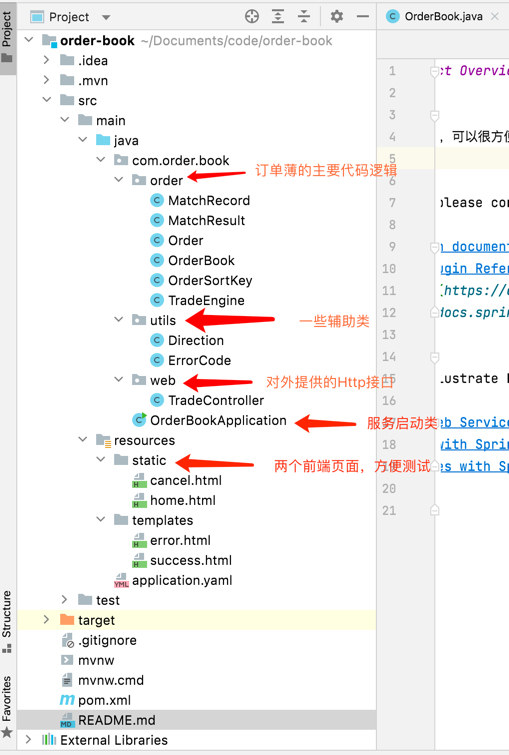 Project
OrderBook.java
Project
order-book ~/Documents/code/order-book
.idea
.mvn
src
main
java
com.order.book
order
订单薄的主要代码逻辑
MatchRecord
MatchResult
Order
OrderBook
OrderSortKey
TradeEngine
utils
一些辅助类
Direction
ErrorCode
web
对外提供的Http接口
TradeController
OrderBookApplication
服务启动类
resources
static
两个前端页面，方便测试
cancel.html
home.html
templates
error.html
success.html
application.yaml
test
target
.gitignore
mvnw
mvnw.cmd
pom.xml
README.md
External Libraries
Structure
Favorites
1
ct Overvie
2
3
4
, 可以很方便
5
6
7
please con
8
9
n document
10
ugin Refer
11
(https://d
12
docs.sprin
13
14
15
lustrate h
16
17
eb Service
18
with Spring
19
es with Sp
20
21